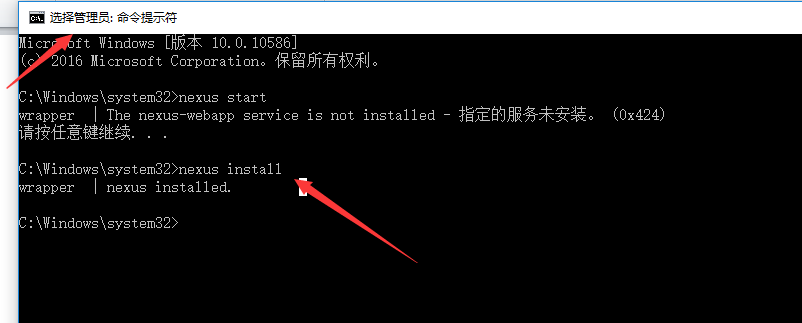 选择管理员: 命令提示符
Microsoft Windows [版本 10.0.10586]
(c) 2016 Microsoft Corporation。保留所有权利。
C:\Windows\system32>nexus start
wrapper | The nexus-webapp service is not installed - 指定的服务未安装。 (0x424)
请按任意键继续. . .
C:\Windows\system32>nexus install
wrapper | nexus installed.
C:\Windows\system32>